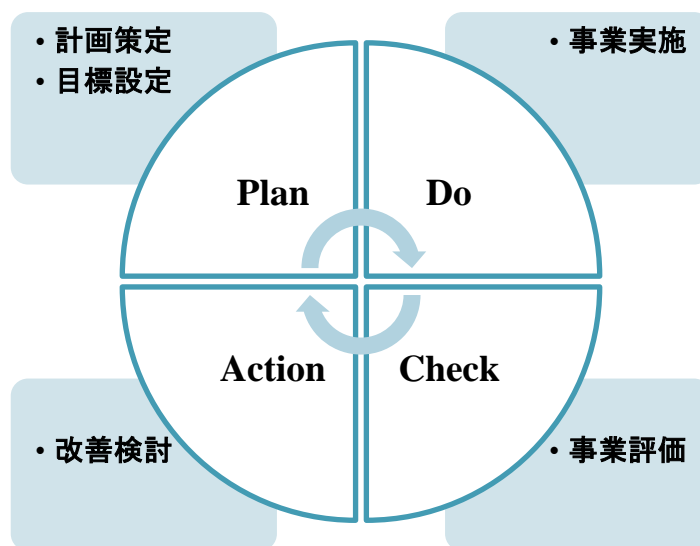 ・計画策定
・目標設定
・事業実施
Plan
Do
Action
Check
・改善検討
・事業評価